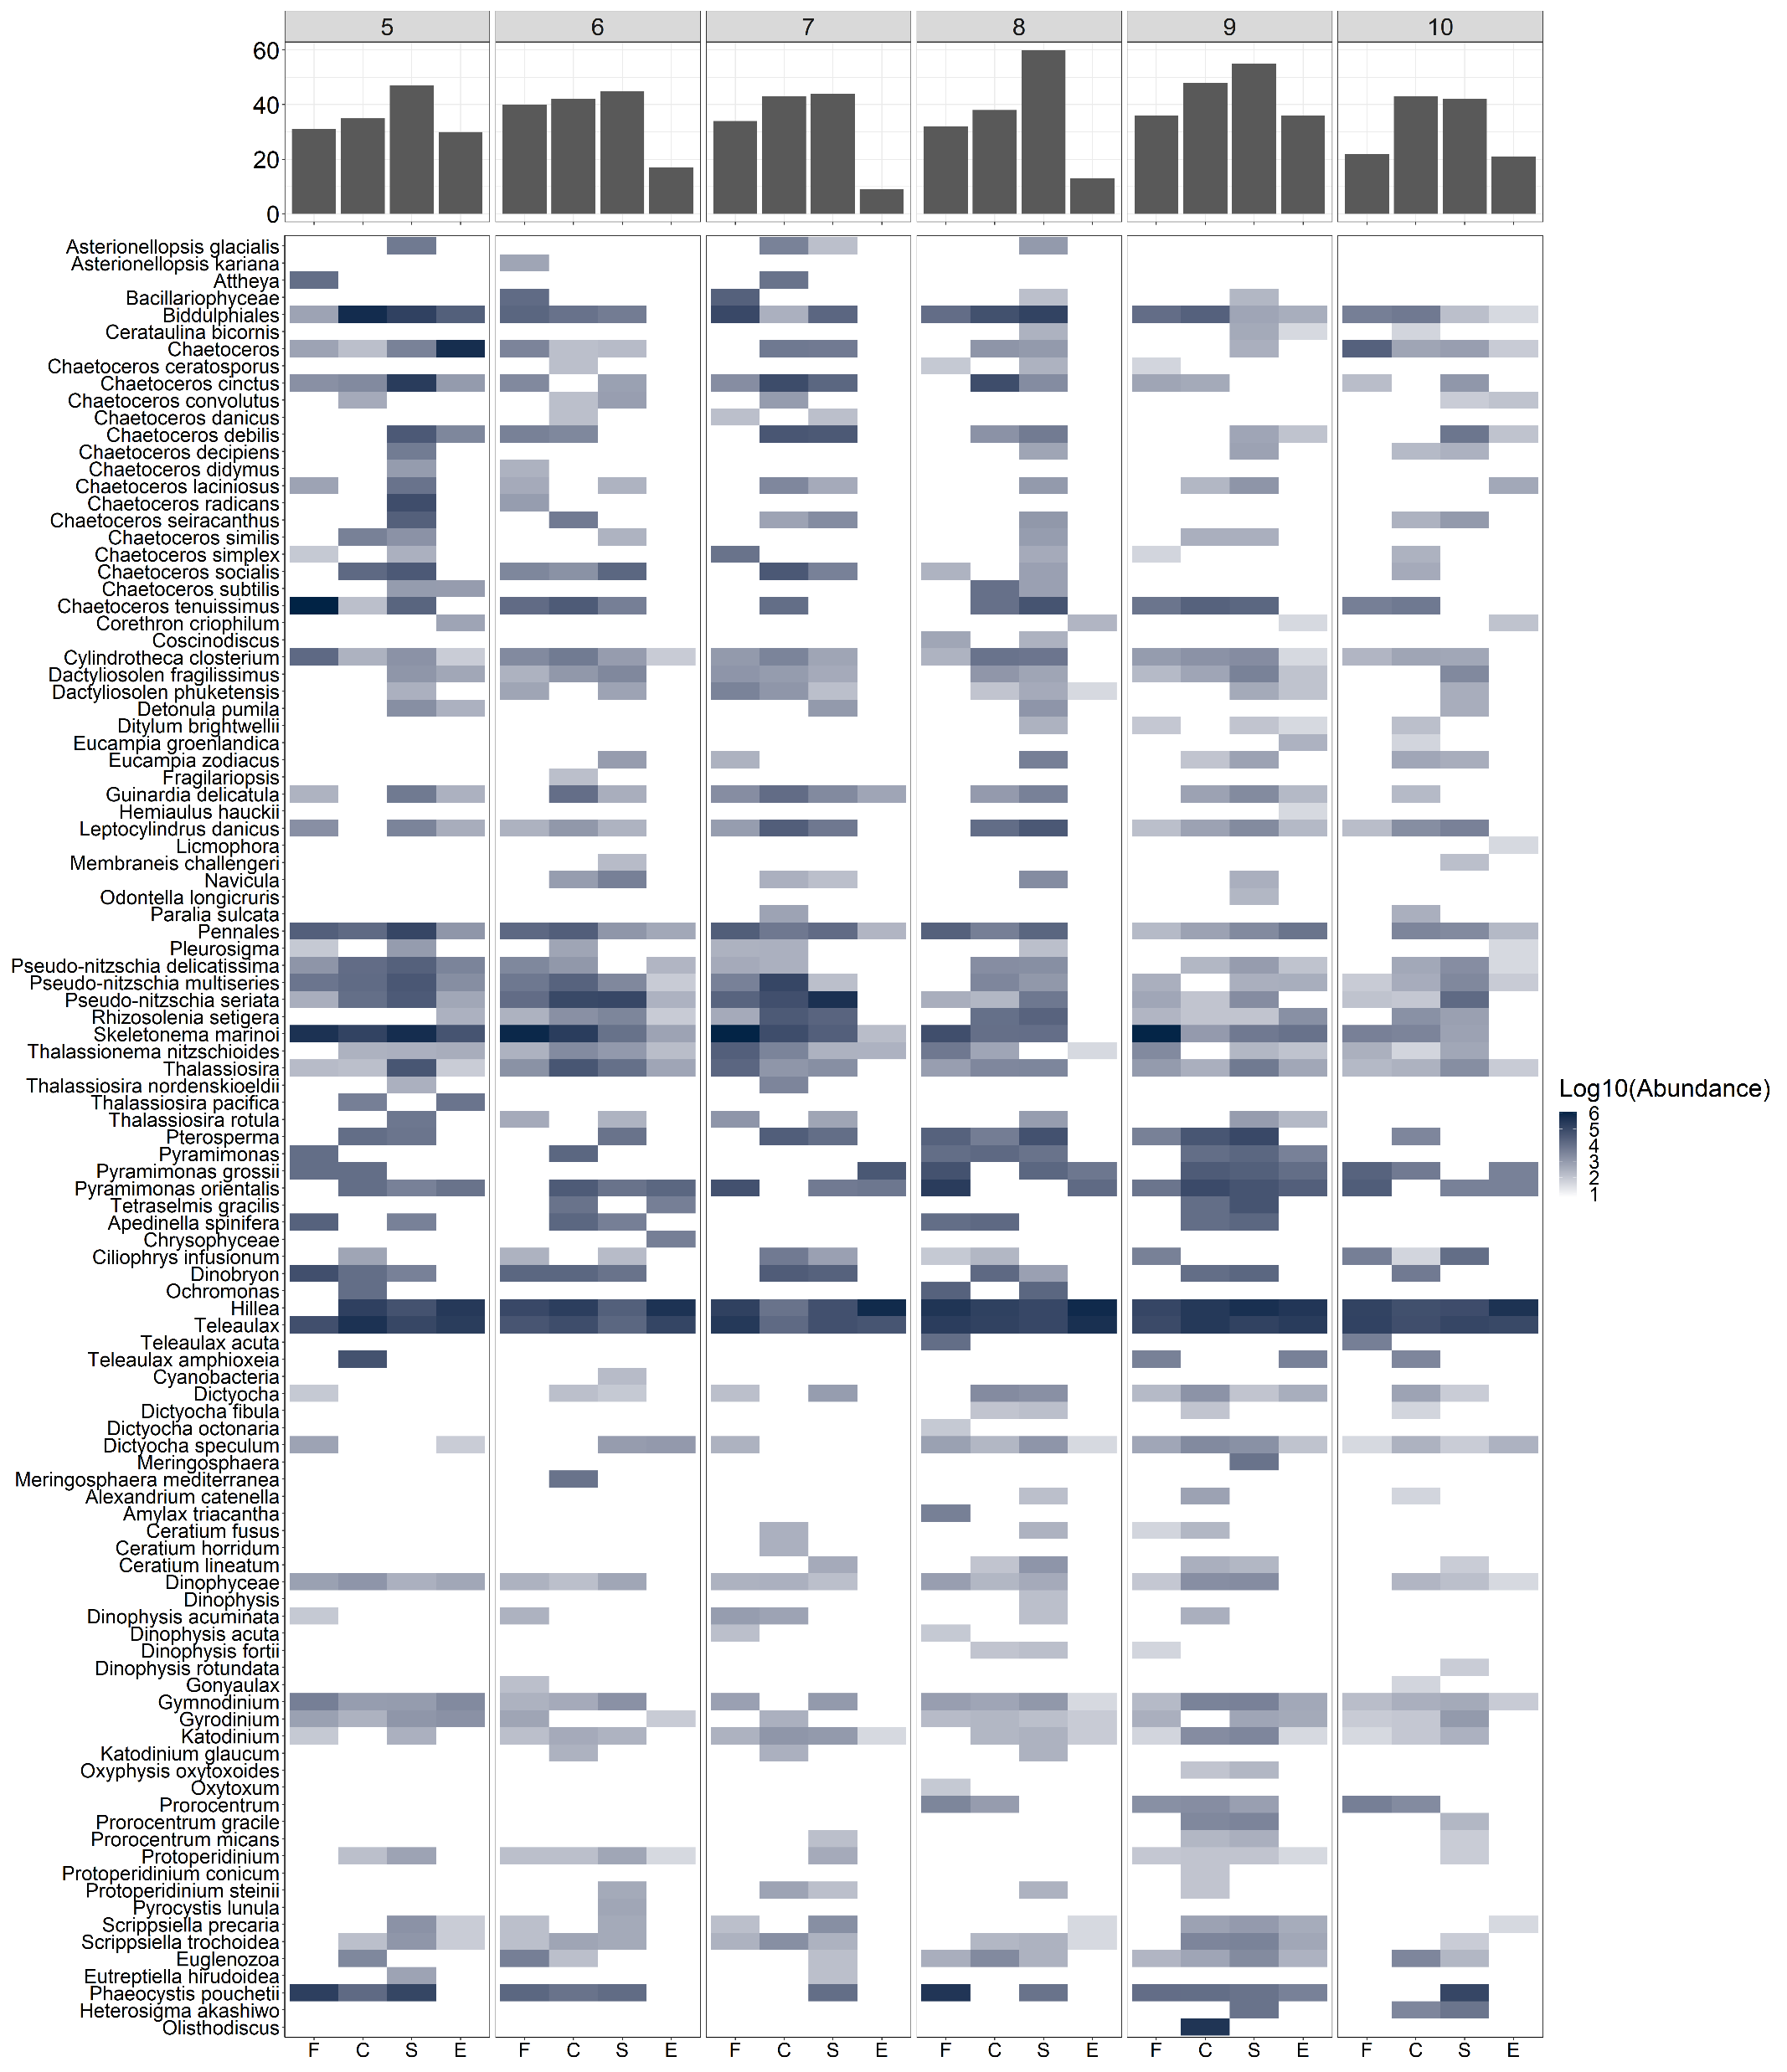 5 6 7 8 9 10
60
40
20
0
Asterionellopsis glacialis
Asterionellopsis kariana
Attheya
Bacillariophyceae
Biddulphiales
Cerataulina bicornis
Chaetoceros
Chaetoceros ceratosporus
Chaetoceros cinctus
Chaetoceros convolutus
Chaetoceros danicus
Chaetoceros debilis
Chaetoceros decipiens
Chaetoceros didymus
Chaetoceros laciniosus
Chaetoceros radicans
Chaetoceros seiracanthus
Chaetoceros similis
Chaetoceros simplex
Chaetoceros socialis
Chaetoceros subtilis
Chaetoceros tenuissimus
Corethron criophilum
Coscinodiscus
Cylindrotheca closterium
Dactyliosolen fragilissimus
Dactyliosolen phuketensis
Detonula pumila
Ditylum brightwellii
Eucampia groenlandica
Eucampia zodiacus
Fragilariopsis
Guinardia delicatula
Hemiaulus hauckii
Leptocylindrus danicus
Licmophora
Membraneis challengeri
Navicula
Odontella longicruris
Paralia sulcata
Pennales
Pleurosigma
Pseudo-nitzschia delicatissima
Pseudo-nitzschia multiseries
Pseudo-nitzschia seriata
Rhizosolenia setigera
Skeletonema marinoi
Thalassionema nitzschioides
Thalassiosira
Thalassiosira nordenskioeldii
Thalassiosira pacifica
Thalassiosira rotula
Pterosperma
Pyramimonas
Pyramimonas grossii
Pyramimonas orientalis
Tetraselmis gracilis
Apedinella spinifera
Chrysophyceae
Ciliophrys infusionum
Dinobryon
Ochromonas
Hillea
Teleaulax
Teleaulax acuta
Teleaulax amphioxeia
Cyanobacteria
Dictyocha
Dictyocha fibula
Dictyocha octonaria
Dictyocha speculum
Meringosphaera
Meringosphaera mediterranea
Alexandrium catenella
Amylax triacantha
Ceratium fusus
Ceratium horridum
Ceratium lineatum
Dinophyceae
Dinophysis
Dinophysis acuminata
Dinophysis acuta
Dinophysis fortii
Dinophysis rotundata
Gonyaulax
Gymnodinium
Gyrodinium
Katodinium
Katodinium glaucum
Oxyphysis oxytoxoides
Oxytoxum
Prorocentrum
Prorocentrum gracile
Prorocentrum micans
Protoperidinium
Protoperidinium conicum
Protoperidinium steinii
Pyrocystis lunula
Scrippsiella precaria
Scrippsiella trochoidea
Euglenozoa
Eutreptiella hirudoidea
Phaeocystis pouchetii
Heterosigma akashiwo
Olisthodiscus
F C S E F C S E F C S E F C S E F C S E F C S E
Log10(Abundance)
6
5
4
3
2
1